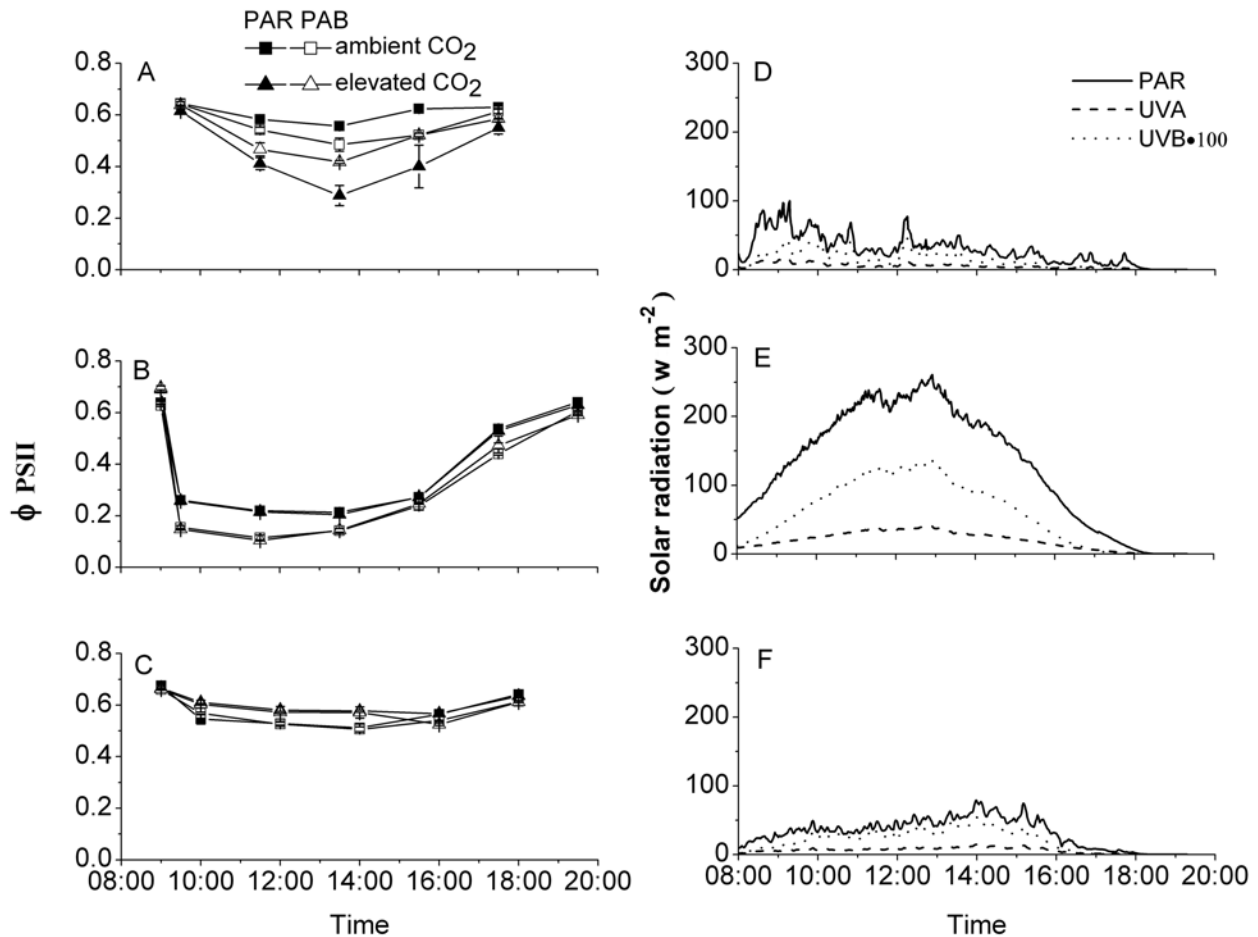 PAR PAB
ambient CO2
elevated CO2
A
0.8
0.6
0.4
0.2
0.0
B
0.8
0.6
0.4
0.2
0.0
C
0.8
0.6
0.4
0.2
0.0
08:00 10:00 12:00 14:00 16:00 18:00 20:00
Time
ϕ PSII
D
300
200
100
0
PAR
UVA
UVB•100
E
300
200
100
0
F
300
200
100
0
08:00 10:00 12:00 14:00 16:00 18:00 20:00
Time
Solar radiation ( w m-2 )